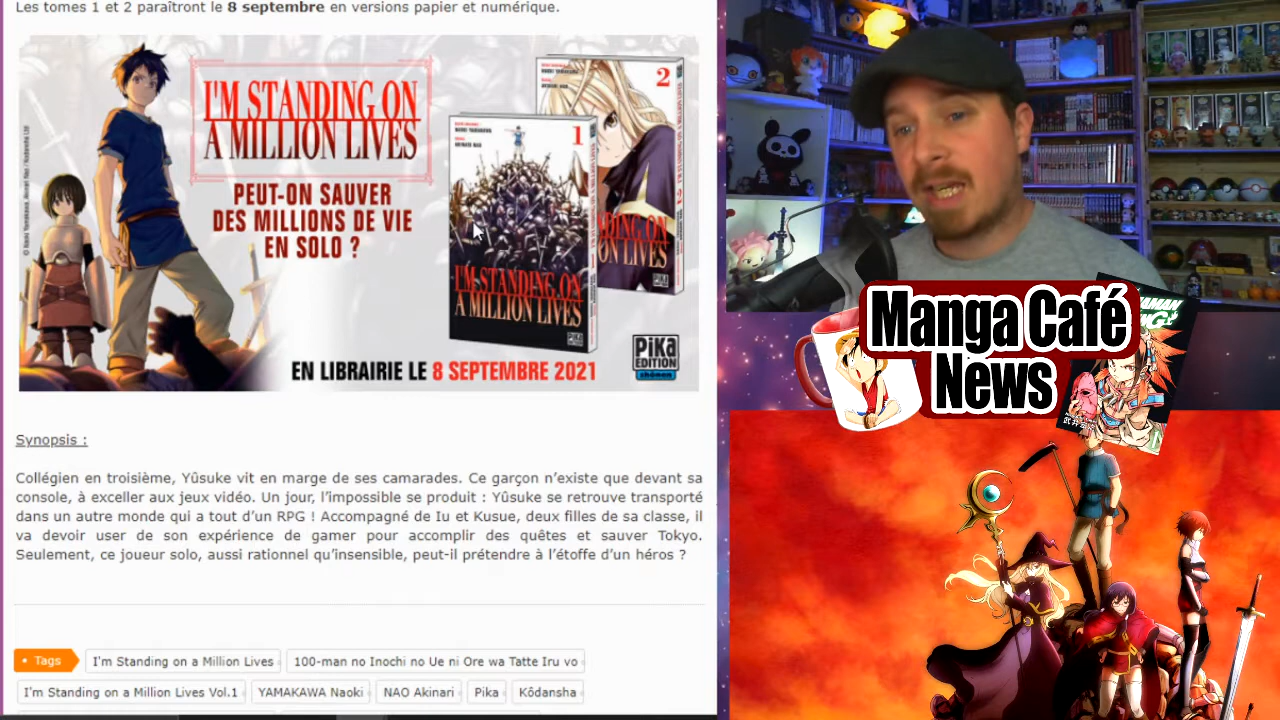 Les tomes 1 et 2 paraîtront le 8 septembre en versions papier et numérique.
I'M STANDING ON
A MILLION LIVES
PEUT-ON SAUVER
DES MILLIONS DE VIE
EN SOLO ?
2
1
I'M STANDING ON
A MILLION LIVES
PIKA
EDITION
shônen
EN LIBRAIRIE LE 8 SEPTEMBRE 2021
Manga Café
News
Synopsis :
Collégien en troisième, Yûsuke vit en marge de ses camarades. Ce garçon n'existe que devant sa
console, à exceller aux jeux vidéo. Un jour, l'impossible se produit : Yûsuke se retrouve transporté
dans un autre monde qui a tout d'un RPG ! Accompagné de Iu et Kusue, deux filles de sa classe, il
va devoir user de son expérience de gamer pour accomplir des quêtes et sauver Tokyo.
Seulement, ce joueur solo, aussi rationnel qu'insensible, peut-il prétendre à l'étoffe d'un héros ?
• Tags
I'm Standing on a Million Lives
100-man no Inochi no Ue ni Ore wa Tatte Iru vo
I'm Standing on a Million Lives Vol.1
YAMAKAWA Naoki
NAO Akinari
Pika
Kôdansha